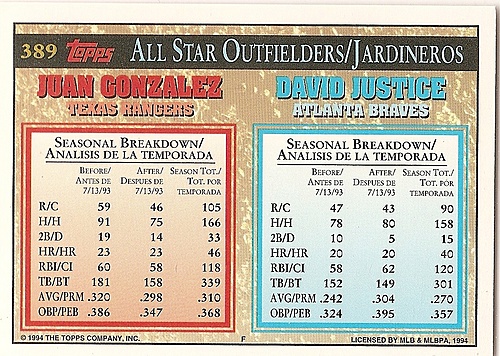 389 Topps ALL STAR OUTFIELDERS/JARDINEROS
JUAN GONZALEZ
TEXAS RANGERS
SEASONAL BREAKDOWN/
ANALISIS DE LA TEMPORADA
BEFORE/ AFTER/ SEASON TOT./
ANTES DE DESPUES DE TOT. POR
7/13/93 7/13/93 TEMPORADA
R/C 59 46 105
H/H 91 75 166
2B/D 19 14 33
HR/HR 23 23 46
RBI/CI 60 58 118
TB/BT 181 158 339
AVG/PRM .320 .298 .310
OBP/PEB .386 .347 .368
DAVID JUSTICE
ATLANTA BRAVES
SEASONAL BREAKDOWN/
ANALISIS DE LA TEMPORADA
BEFORE/ AFTER/ SEASON TOT./
ANTES DE DESPUES DE TOT. POR
7/13/93 7/13/93 TEMPORADA
R/C 47 43 90
H/H 78 80 158
2B/D 10 5 15
HR/HR 20 20 40
RBI/CI 58 62 120
TB/BT 152 149 301
AVG/PRM .242 .304 .270
OBP/PEB .324 .395 .357
© 1994 THE TOPPS COMPANY, INC. F LICENSED BY MLB & MLBPA, 1994